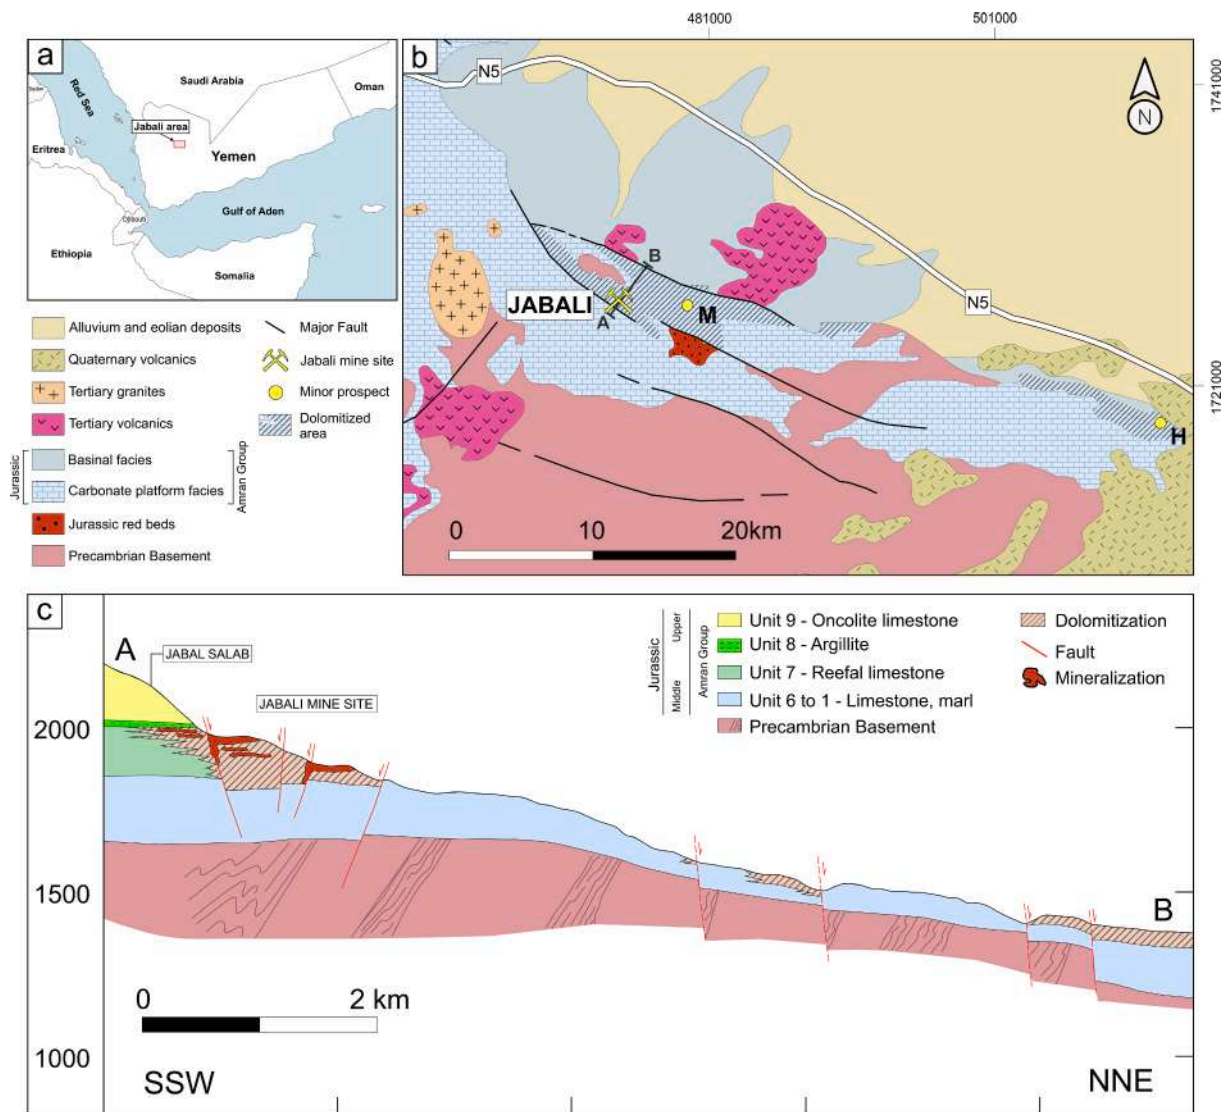 a
Saudi Arabia
Oman
Red Sea
Jabali area
Yemen
Eritrea
Djibouti
Gulf of Aden
Ethiopia
Somalia
Alluvium and eolian deposits
Quaternary volcanics
Tertiary granites
Tertiary volcanics
Jurassic
Basinal facies
Carbonate platform facies
Amran Group
Jurassic red beds
Precambrian Basement
Major Fault
Jabali mine site
Minor prospect
Dolomitized
area
481000
501000
b
N5
N
1741000
B
JABALI
A
M
N5
1721000
H
0
10
20km
c
A
JABAL SALAB
JABALI MINE SITE
Jurassic
Upper
Middle
Amran Group
Unit 9 - Oncolite limestone
Unit 8 - Argillite
Unit 7 - Reefal limestone
Unit 6 to 1 - Limestone, marl
Precambrian Basement
Dolomitization
Fault
Mineralization
2000
1500
B
0
2 km
1000
SSW
NNE